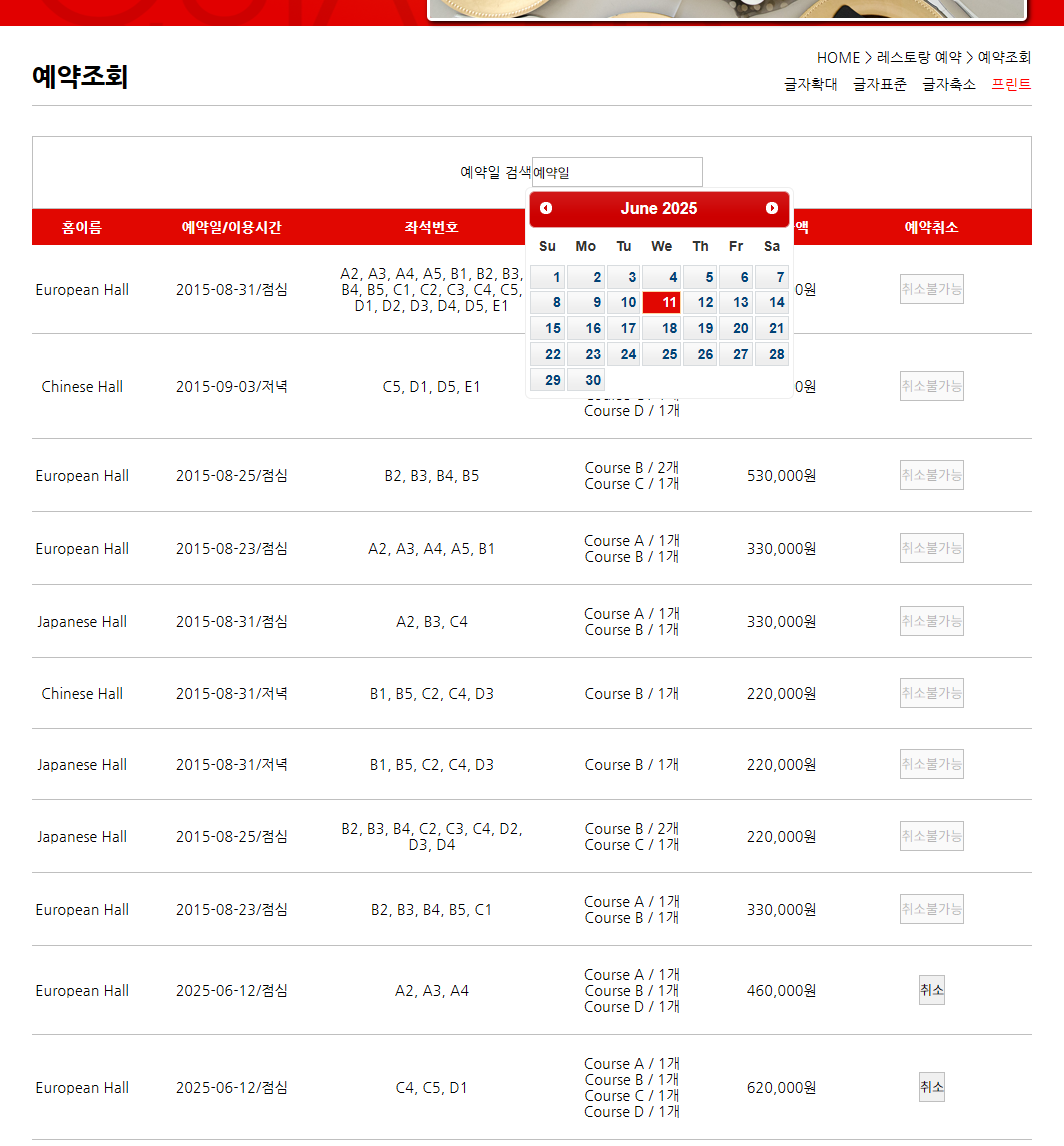 HOME > 레스토랑 예약 > 예약조회
예약조회
글자확대 글자표준 글자축소 프린트
예약일 검색 예약일
June 2025
Su Mo Tu We Th Fr Sa
1 2 3 4 5 6 7
8 9 10 11 12 13 14
15 16 17 18 19 20 21
22 23 24 25 26 27 28
29 30
홈이름 예약일/이용시간 좌석번호 액 예약취소
A2, A3, A4, A5, B1, B2, B3,
European Hall 2015-08-31/점심 B4, B5, C1, C2, C3, C4, C5, 0원 취소불가능
D1, D2, D3, D4, D5, E1
Chinese Hall 2015-09-03/저녁 C5, D1, D5, E1 0원 취소불가능
Course D / 1개
European Hall 2015-08-25/점심 B2, B3, B4, B5 Course B / 2개 530,000원 취소불가능
Course C / 1개
European Hall 2015-08-23/점심 A2, A3, A4, A5, B1 Course A / 1개 330,000원 취소불가능
Course B / 1개
Japanese Hall 2015-08-31/점심 A2, B3, C4 Course A / 1개 330,000원 취소불가능
Course B / 1개
Chinese Hall 2015-08-31/저녁 B1, B5, C2, C4, D3 Course B / 1개 220,000원 취소불가능
Japanese Hall 2015-08-31/저녁 B1, B5, C2, C4, D3 Course B / 1개 220,000원 취소불가능
Japanese Hall 2015-08-25/점심 B2, B3, B4, C2, C3, C4, D2, Course B / 2개 220,000원 취소불가능
D3, D4 Course C / 1개
European Hall 2015-08-23/점심 B2, B3, B4, B5, C1 Course A / 1개 330,000원 취소불가능
Course B / 1개
Course A / 1개
European Hall 2025-06-12/점심 A2, A3, A4 Course B / 1개 460,000원 취소
Course D / 1개
Course A / 1개
European Hall 2025-06-12/점심 C4, C5, D1 Course B / 1개 620,000원 취소
Course C / 1개
Course D / 1개